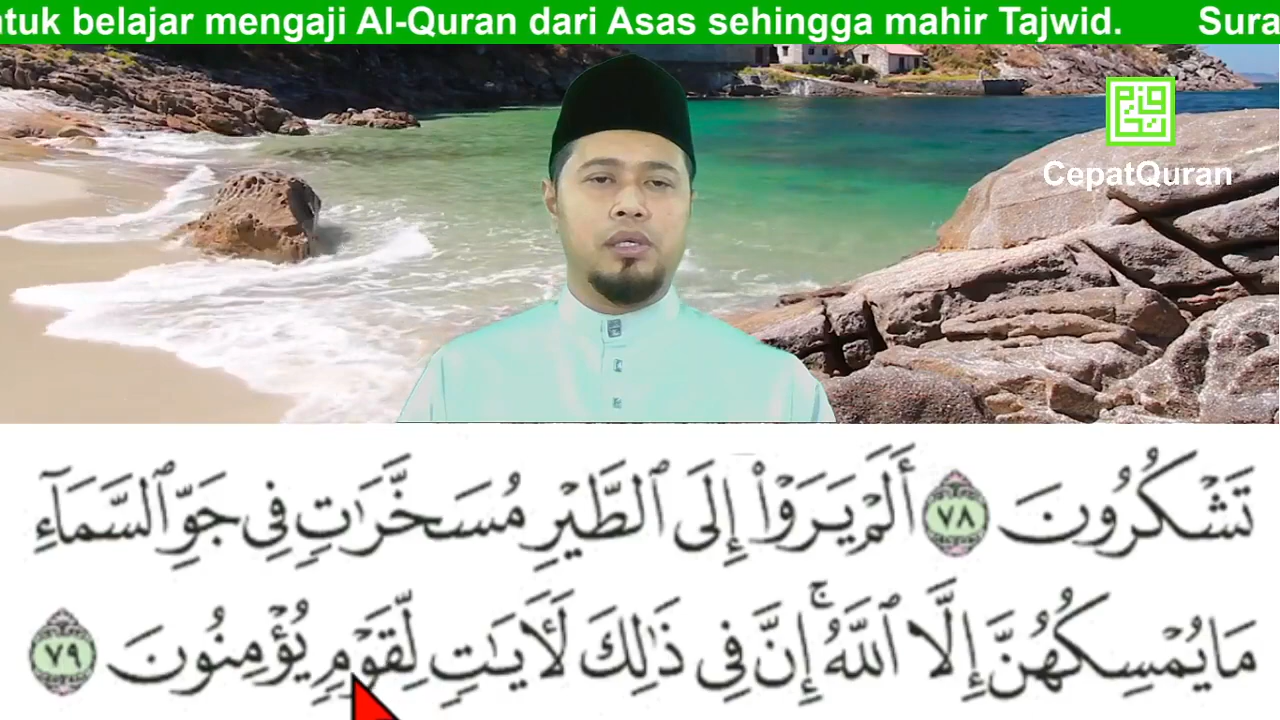 ntuk belajar mengaji Al-Quran dari Asas sehingga mahir Tajwid. Sura
CepatQuran
تَشْكُرُونَ ٧٨ أَلَمْ يَرَوْا۟ إِلَى ٱلطَّيْرِ مُسَخَّرَٰتٍ فِى جَوِّ ٱلسَّمَآءِ
مَا يُمْسِكُهُنَّ إِلَّا ٱللَّهُ ۚ إِنَّ فِى ذَٰلِكَ لَـَٔايَـٰتٍ لِّقَوْمٍ يُؤْمِنُونَ ٧٩